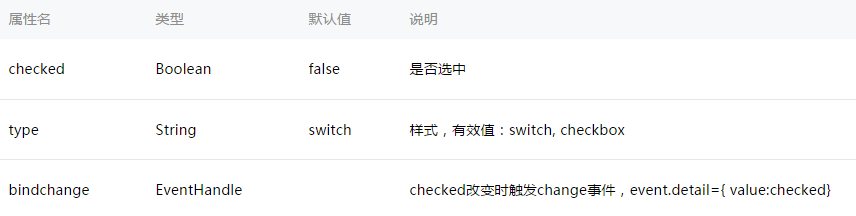 属性名 类型 默认值 说明
checked Boolean false 是否选中
type String switch 样式，有效值：switch, checkbox
bindchange EventHandle checked改变时触发change事件，event.detail={ value:checked}